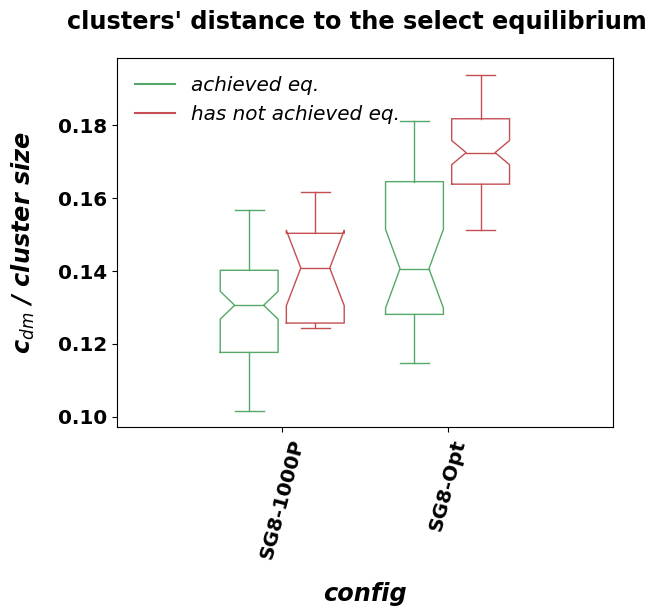 clusters' distance to the select equilibrium
achieved eq.
has not achieved eq.
0.18
0.16
0.14
0.12
0.10
c_dm / cluster size
SG8-1000P
SG8-Opt
config